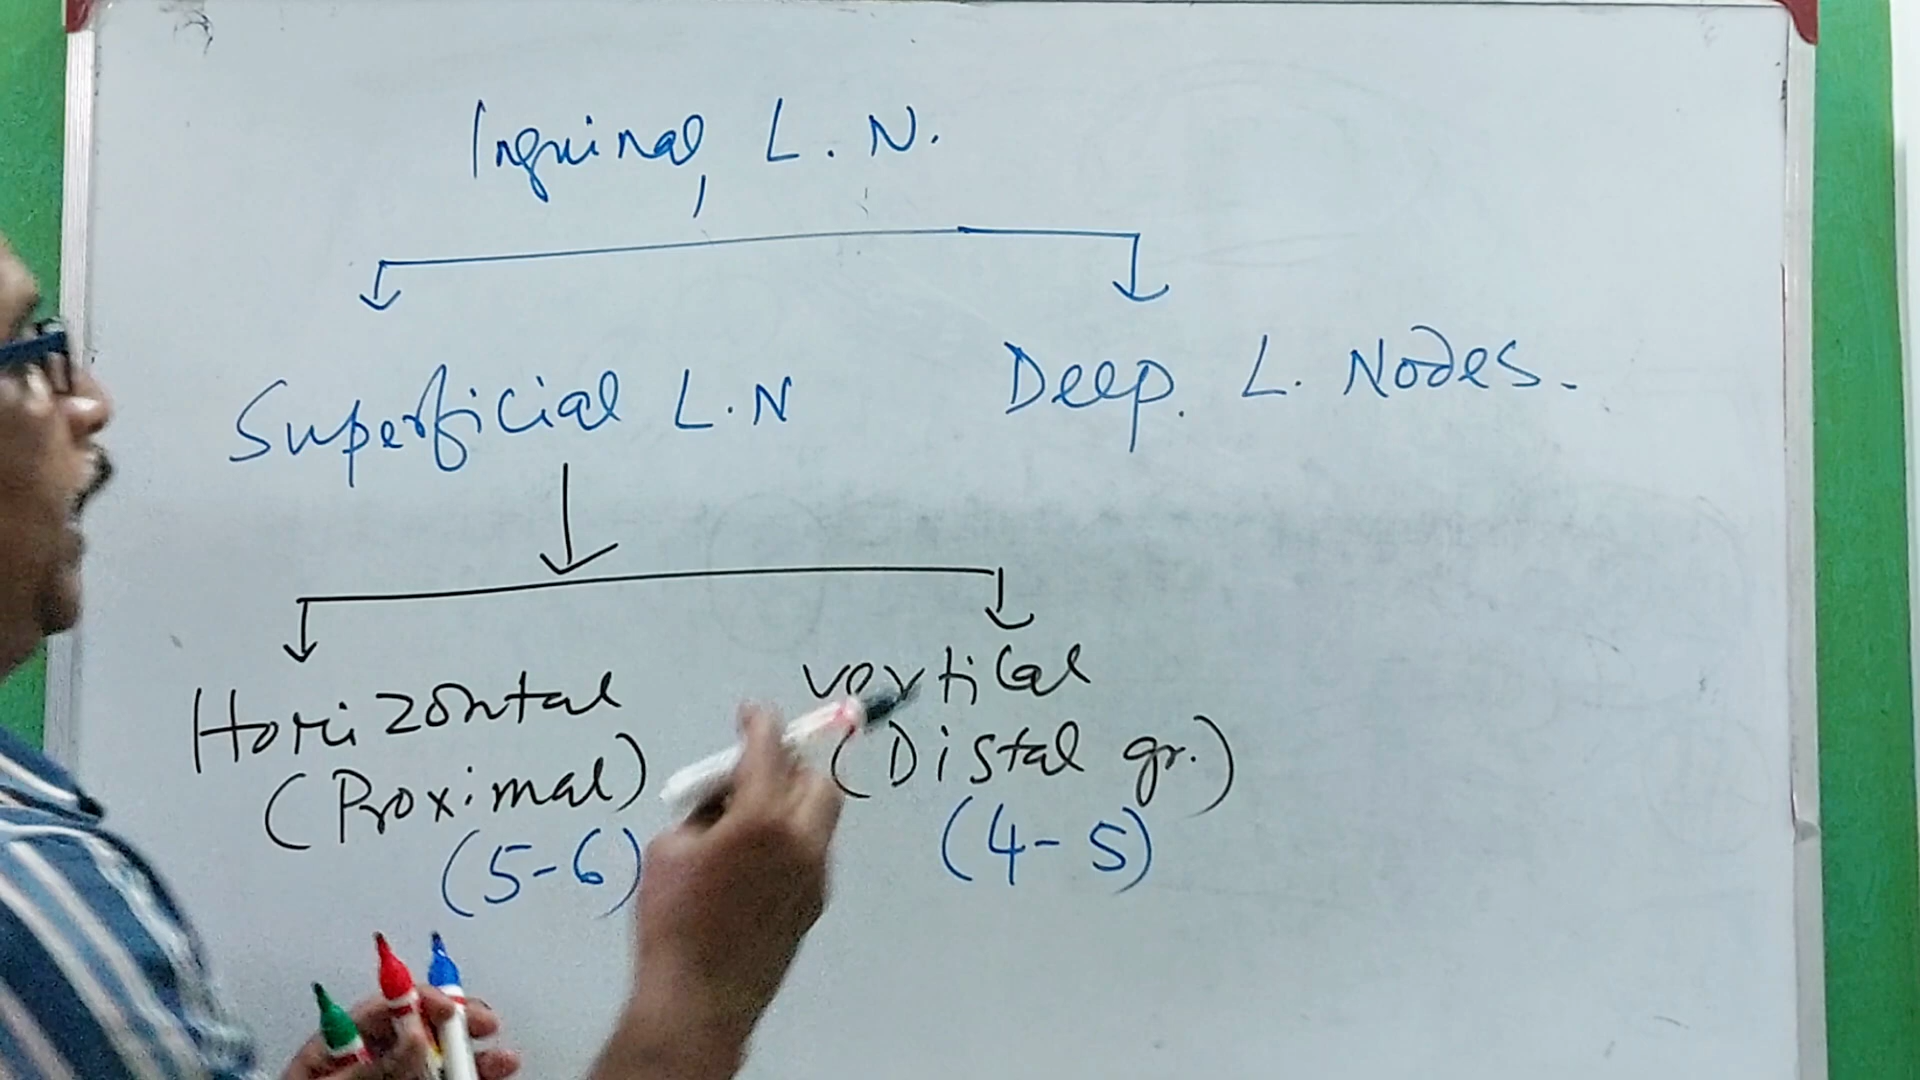 Inguinal L. N.
Superficial L.N
Deep. L. Nodes.
Horizontal
(Proximal)
(5-6)
Vertical
(Distal gr.)
(4-5)